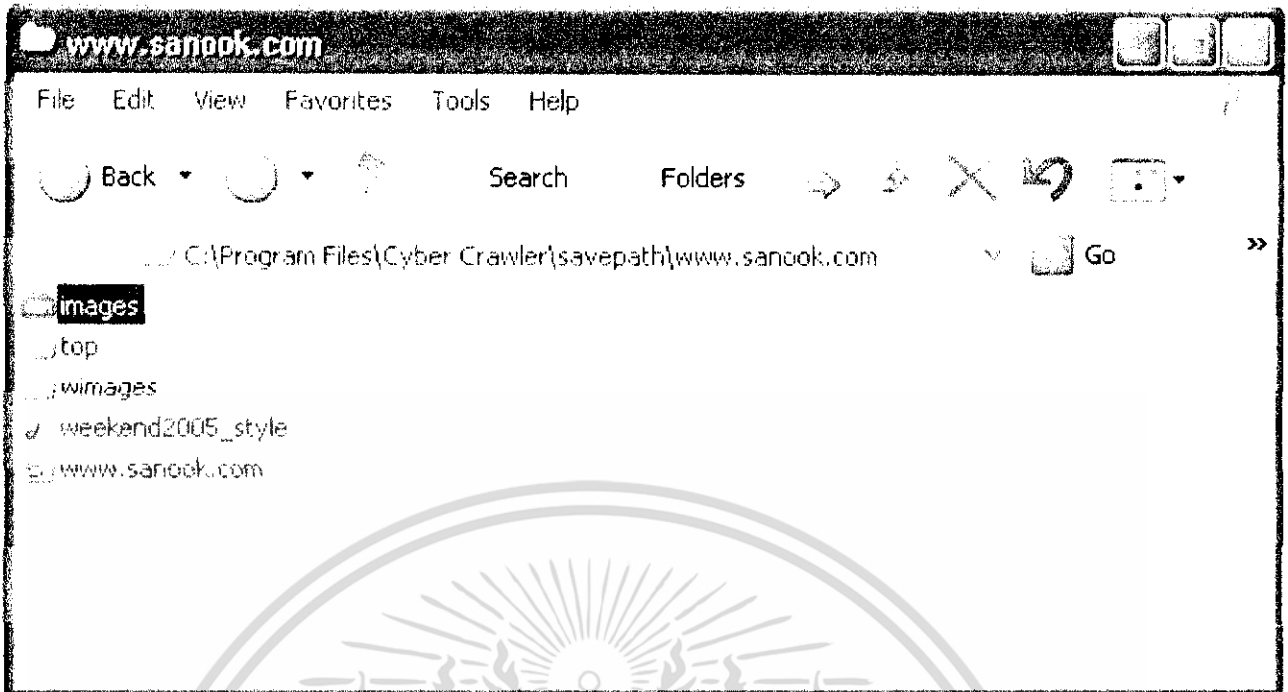 www.sanook.com
File Edit View Favorites Tools Help
Back Search Folders
C:\Program Files\Cyber Crawler\savepath\www.sanook.com Go »
images
top
wimages
weekend2005_style
www.sanook.com